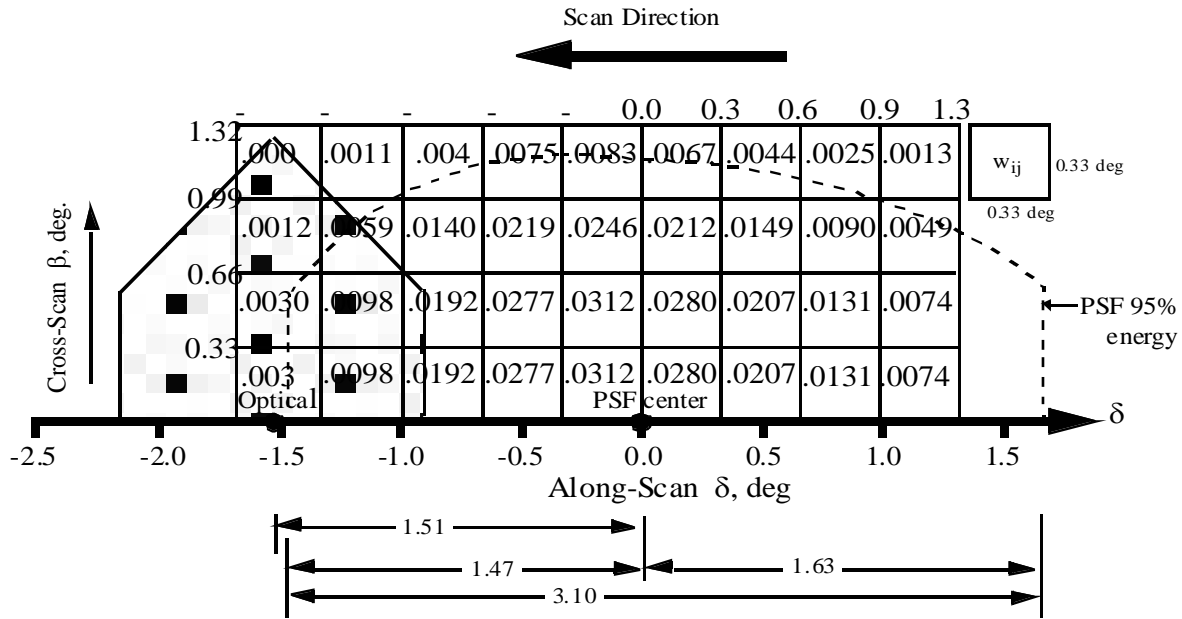 Scan Direction
- - - - - 0.0 0.3 0.6 0.9 1.3
1.32 .000 .0011 .004 .0075 .0083 .0067 .0044 .0025 .0013
wij 0.33 deg
0.33 deg
0.99 .0012 .0059 .0140 .0219 .0246 .0212 .0149 .0090 .0049
0.66 .0030 .0098 .0192 .0277 .0312 .0280 .0207 .0131 .0074
PSF 95%
energy
0.33 .003 .0098 .0192 .0277 .0312 .0280 .0207 .0131 .0074
Cross-Scan β, deg.
Optical PSF center
δ
-2.5 -2.0 -1.5 -1.0 -0.5 0.0 0.5 1.0 1.5
Along-Scan δ, deg
1.51
1.47 1.63
3.10